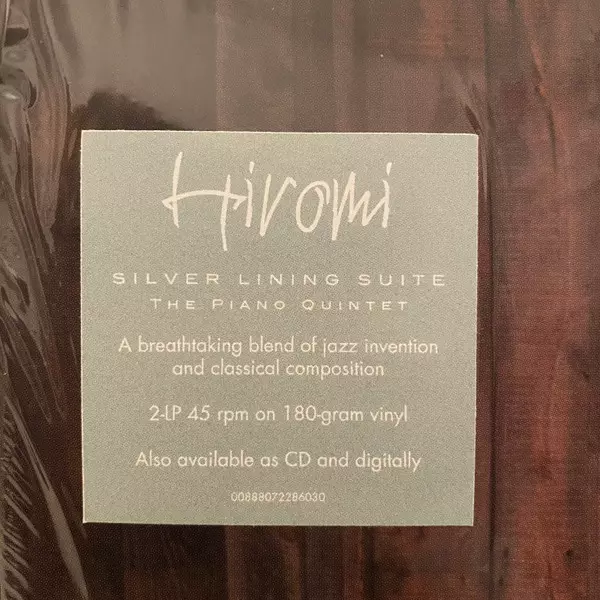 Hiromi
SILVER LINING SUITE
THE PIANO QUINTET
A breathtaking blend of jazz invention
and classical composition
2-LP 45 rpm on 180-gram vinyl
Also available as CD and digitally
00888072286030